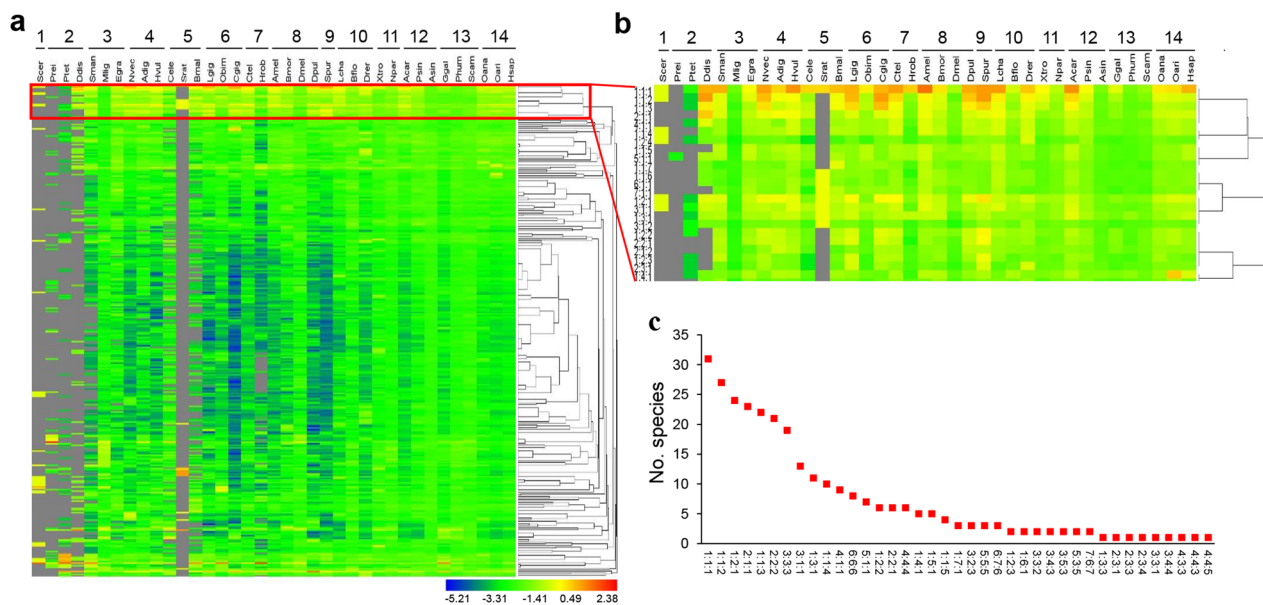 a
1 2 3 4 5 6 7 8 9 10 11 12 13 14
Scer Prei Ptet Ddis Sman Mlig Egra Nvec Adig Hvul Cele Srat Bmal Lgig Obim Cgig Ctel Hrob Amel Bmor Dmel Dpul Spur Lcha Bflo Drer Xtro Npar Acar Psin Asin Ggal Phum Scam Oana Oari Hsap
-5.21 -3.31 -1.41 0.49 2.38
b
1 2 3 4 5 6 7 8 9 10 11 12 13 14
Scer Prei Ptet Ddis Sman Mlig Egra Nvec Adig Hvul Cele Srat Bmal Lgig Obim Cgig Ctel Hrob Amel Bmor Dmel Dpul Spur Lcha Bflo Drer Xtro Npar Acar Psin Asin Ggal Phum Scam Oana Oari Hsap
c
No. species
35
30
25
20
15
10
5
0
1:1:1 1:1:2 1:2:1 2:1:1 1:1:3 2:2:2 3:3:3 3:1:1 1:3:1 1:1:4 4:1:1 6:6:6 5:1:1 1:2:2 2:2:1 4:4:4 1:4:1 1:5:1 1:1:5 1:7:1 2:3:2 5:5:5 6:7:6 1:2:3 1:6:1 3:3:2 3:4:3 3:5:3 5:3:5 7:6:7 1:3:3 2:3:1 2:3:3 2:3:4 3:1:3:4:4 4:3:4 4:4:3 4:4:5